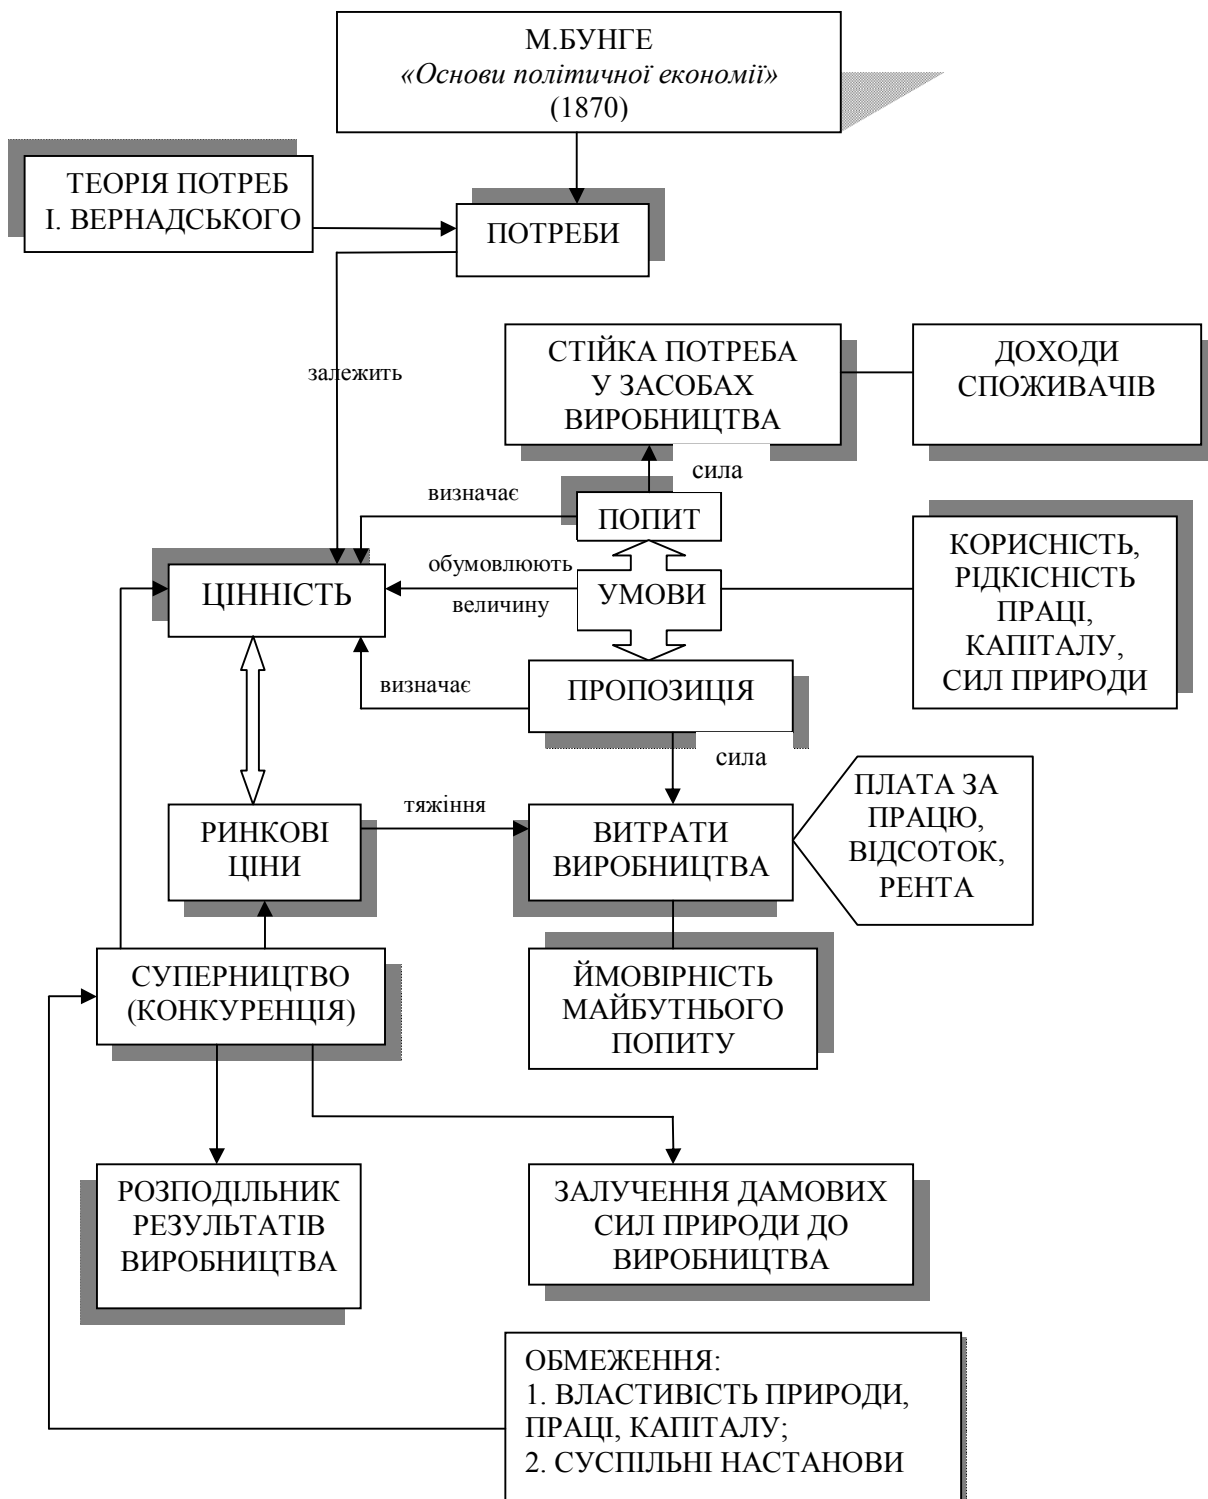 М.БУНГЕ
«Основи політичної економії»
(1870)
ТЕОРІЯ ПОТРЕБ
І. ВЕРНАДСЬКОГО
ПОТРЕБИ
залежить
СТІЙКА ПОТРЕБА
У ЗАСОБАХ
ВИРОБНИЦТВА
ДОХОДИ
СПОЖИВАЧІВ
сила
визначає
ПОПИТ
обумовлюють
величину
ЦІННІСТЬ
УМОВИ
КОРИСНІСТЬ,
РІДКІСНІСТЬ
ПРАЦІ,
КАПІТАЛУ,
СИЛ ПРИРОДИ
визначає
ПРОПОЗИЦІЯ
сила
РИНКОВІ
ЦІНИ
тяжіння
ВИТРАТИ
ВИРОБНИЦТВА
ПЛАТА ЗА
ПРАЦЮ,
ВІДСОТОК,
РЕНТА
СУПЕРНИЦТВО
(КОНКУРЕНЦІЯ)
ЙМОВІРНІСТЬ
МАЙБУТНЬОГО
ПОПИТУ
РОЗПОДІЛЬНИК
РЕЗУЛЬТАТІВ
ВИРОБНИЦТВА
ЗАЛУЧЕННЯ ДАМОВИХ
СИЛ ПРИРОДИ ДО
ВИРОБНИЦТВА
ОБМЕЖЕННЯ:
1. ВЛАСТИВІСТЬ ПРИРОДИ,
ПРАЦІ, КАПІТАЛУ;
2. СУСПІЛЬНІ НАСТАНОВИ